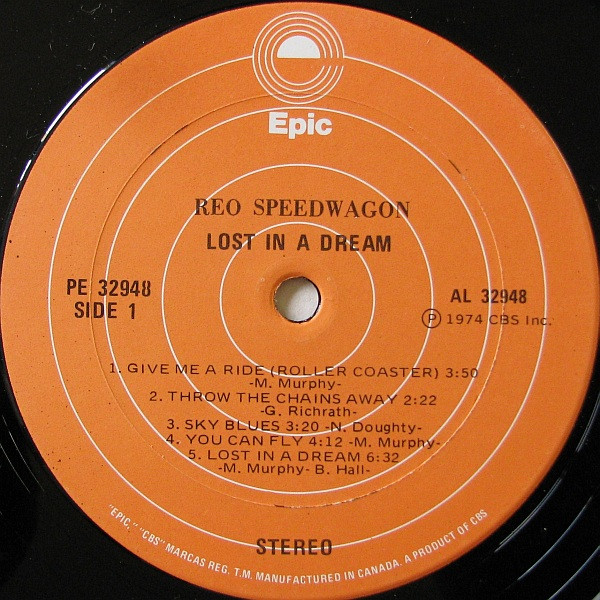 Epic
REO SPEEDWAGON
LOST IN A DREAM
PE 32948
SIDE 1
AL 32948
Ⓟ 1974 CBS Inc.
1. GIVE ME A RIDE (ROLLER COASTER) 3:50
-M. Murphy-
2. THROW THE CHAINS AWAY 2:22
-G. Richrath-
3. SKY BLUES 3:20 -N. Doughty-
4. YOU CAN FLY 4:12 -M. Murphy-
5. LOST IN A DREAM 6:32
-M. Murphy- B. Hall-
STEREO
"EPIC," "CBS" MARCAS REG. T.M. MANUFACTURED IN CANADA. A PRODUCT OF CBS